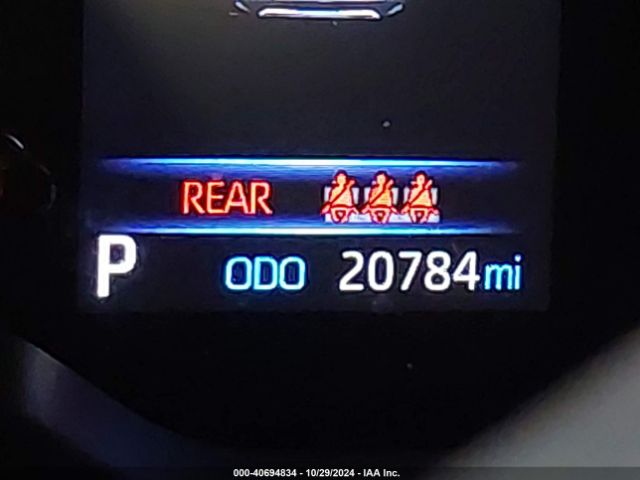 REAR
P ODO 20784 mi
000-40694834 - 10/29/2024 - IAA Inc.